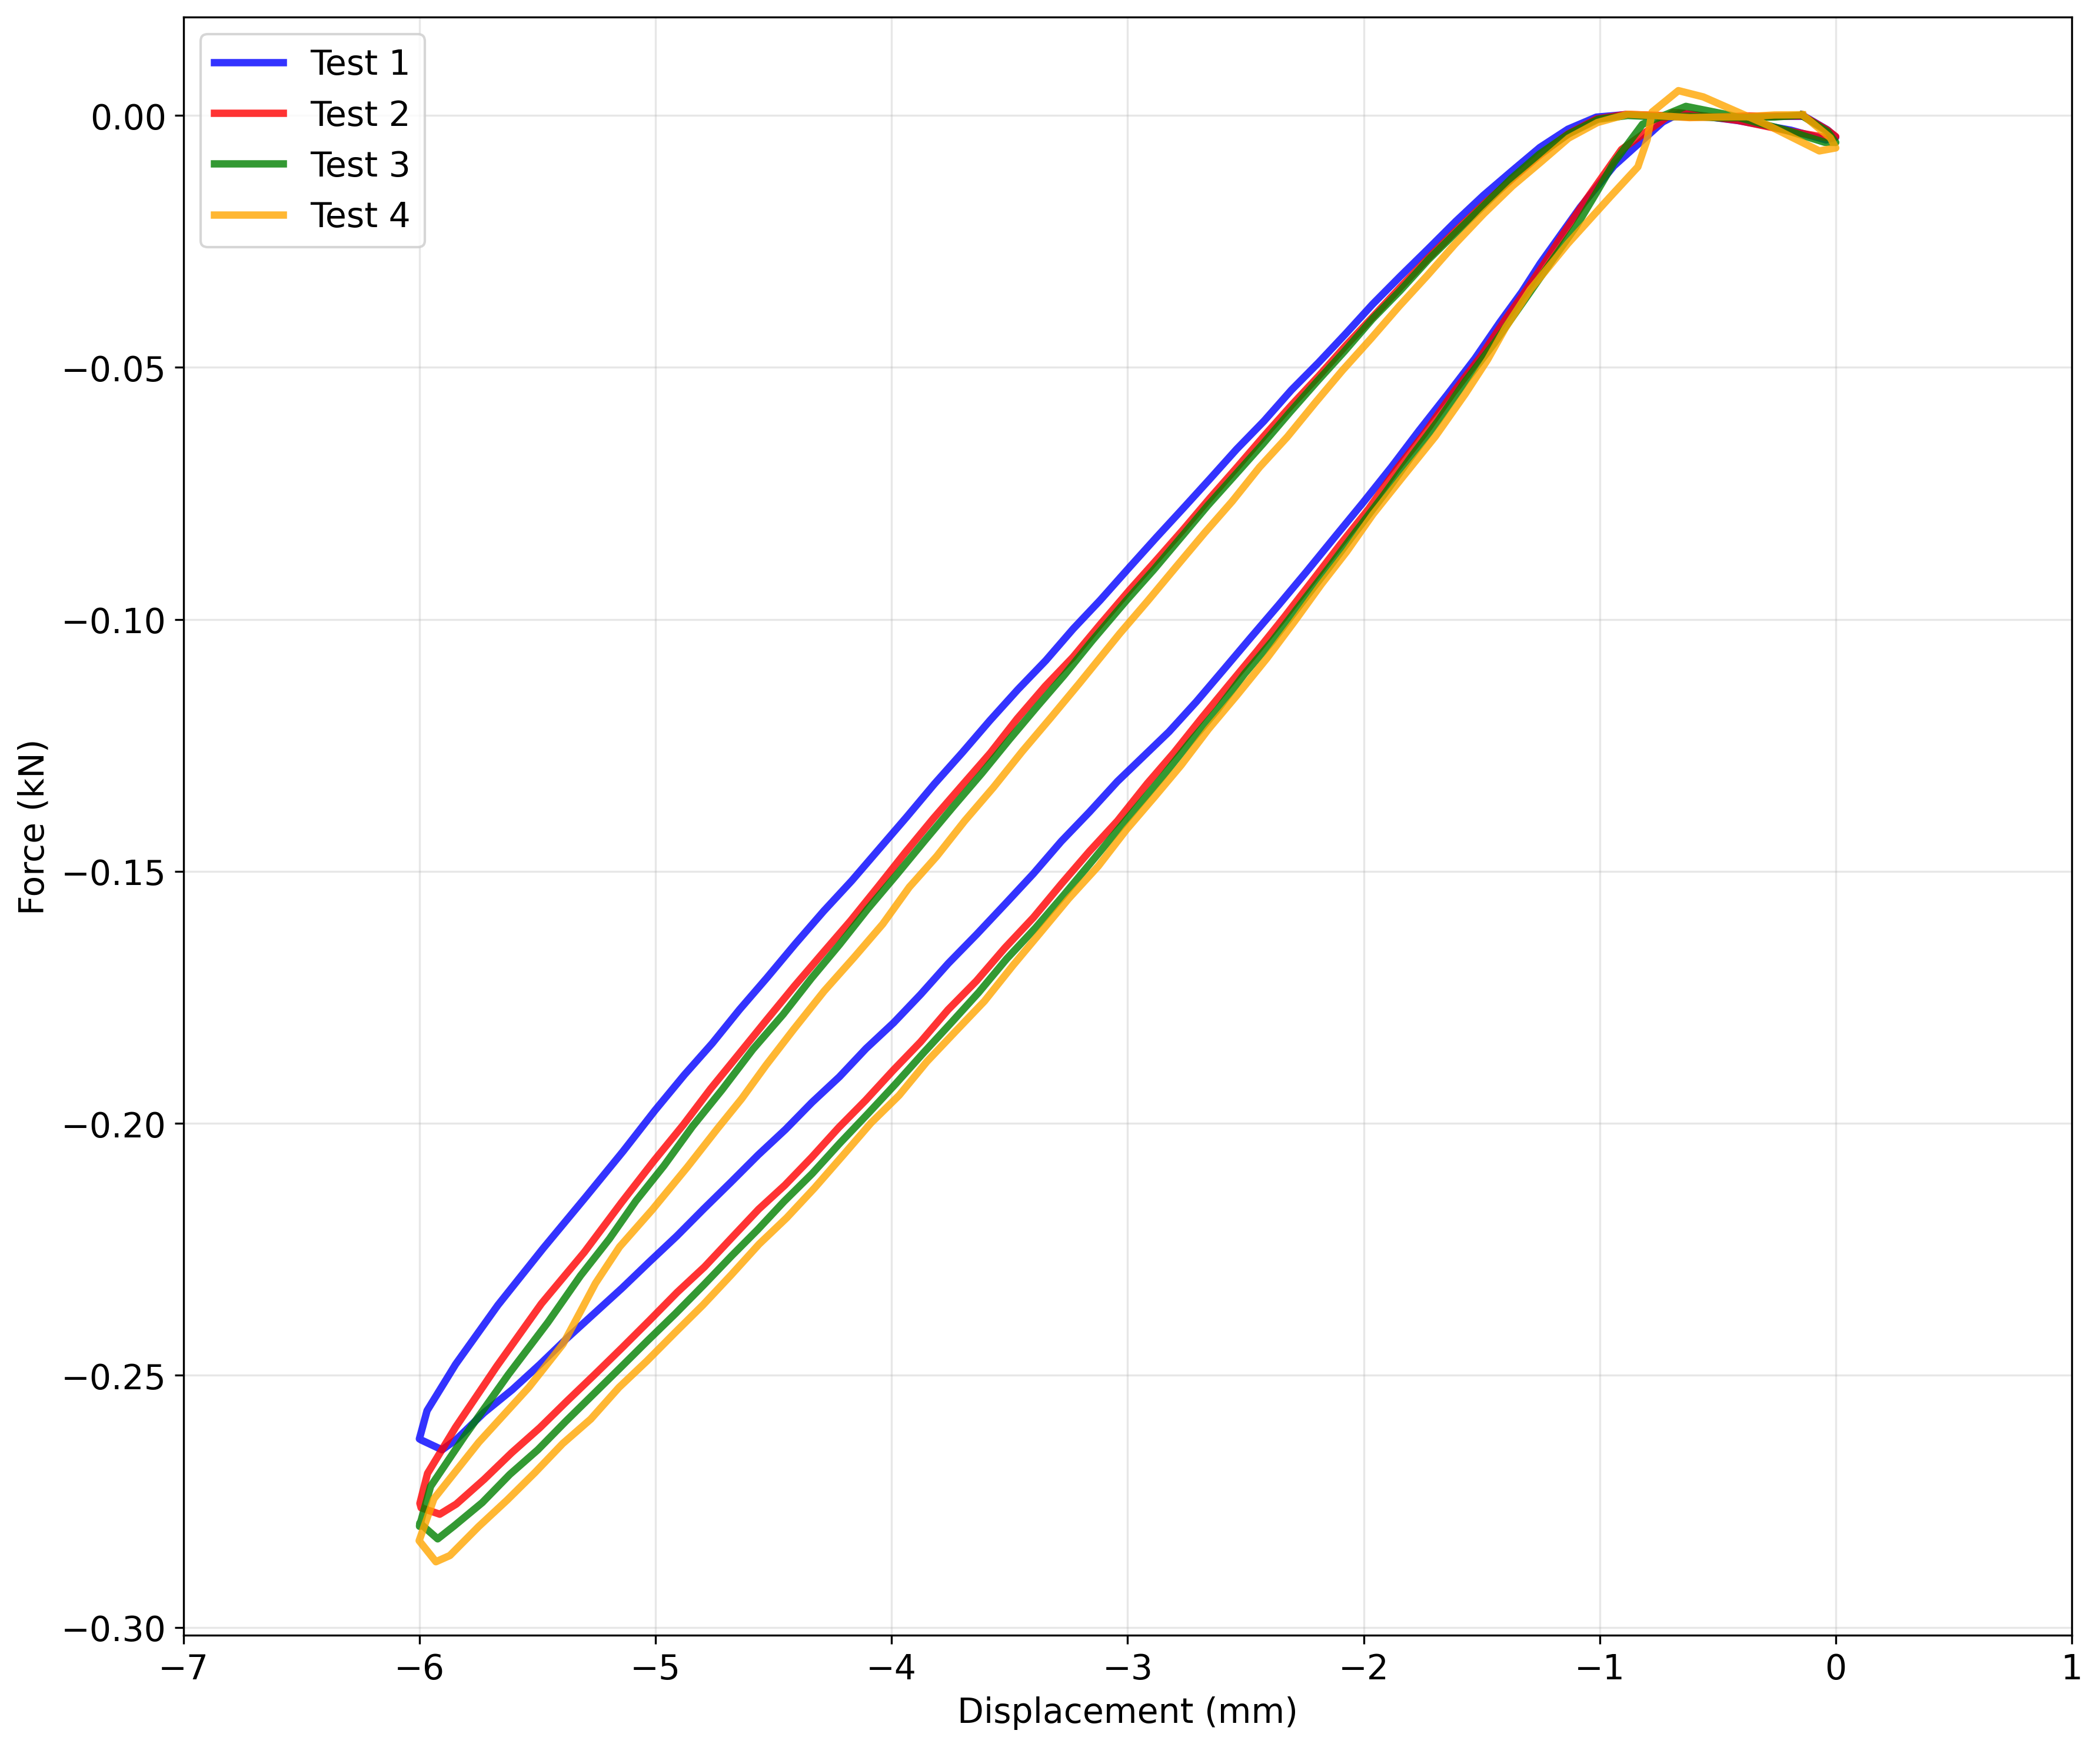 Test 1
Test 2
Test 3
Test 4
0.00
−0.05
−0.10
−0.15
−0.20
−0.25
−0.30
Force (kN)
−7 −6 −5 −4 −3 −2 −1 0 1
Displacement (mm)